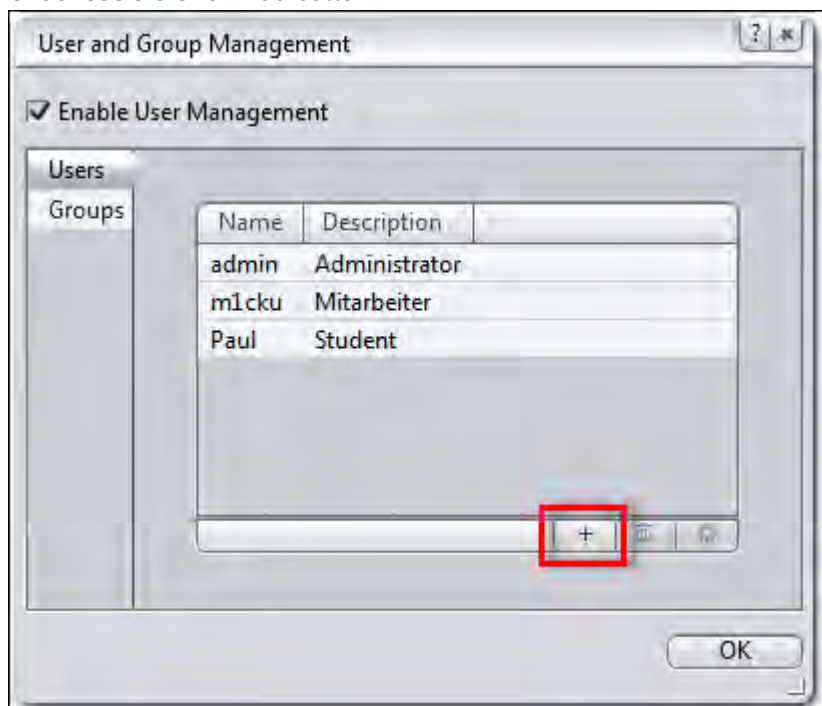 User and Group Management ? ×
Enable User Management
Users
Groups
Name Description
admin Administrator
m1cku Mitarbeiter
Paul Student
+
OK